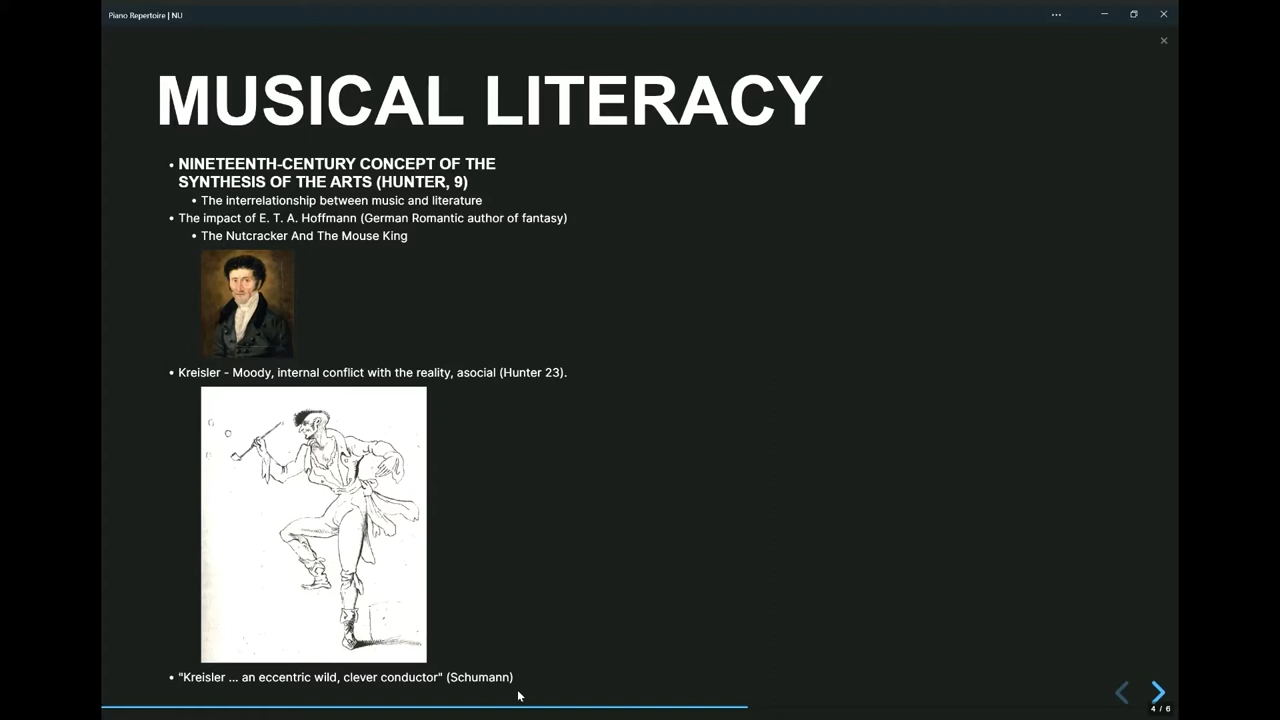 Piano Repertoire | NU
MUSICAL LITERACY
• NINETEENTH-CENTURY CONCEPT OF THE
SYNTHESIS OF THE ARTS (HUNTER, 9)
• The interrelationship between music and literature
• The impact of E. T. A. Hoffmann (German Romantic author of fantasy)
• The Nutcracker And The Mouse King
• Kreisler - Moody, internal conflict with the reality, asocial (Hunter 23).
• "Kreisler ... an eccentric wild, clever conductor" (Schumann)
4 / 6